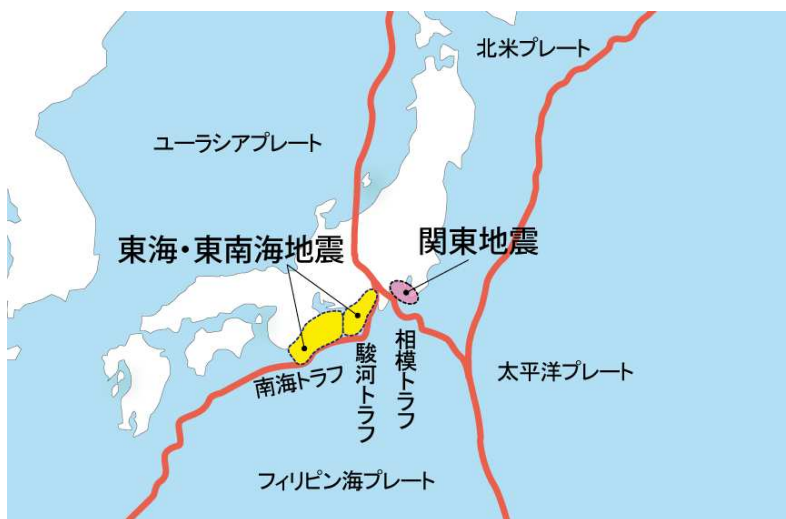 北米プレート
ユーラシアプレート
東海・東南海地震
関東地震
南海トラフ
駿河トラフ
相模トラフ
太平洋プレート
フィリピン海プレート